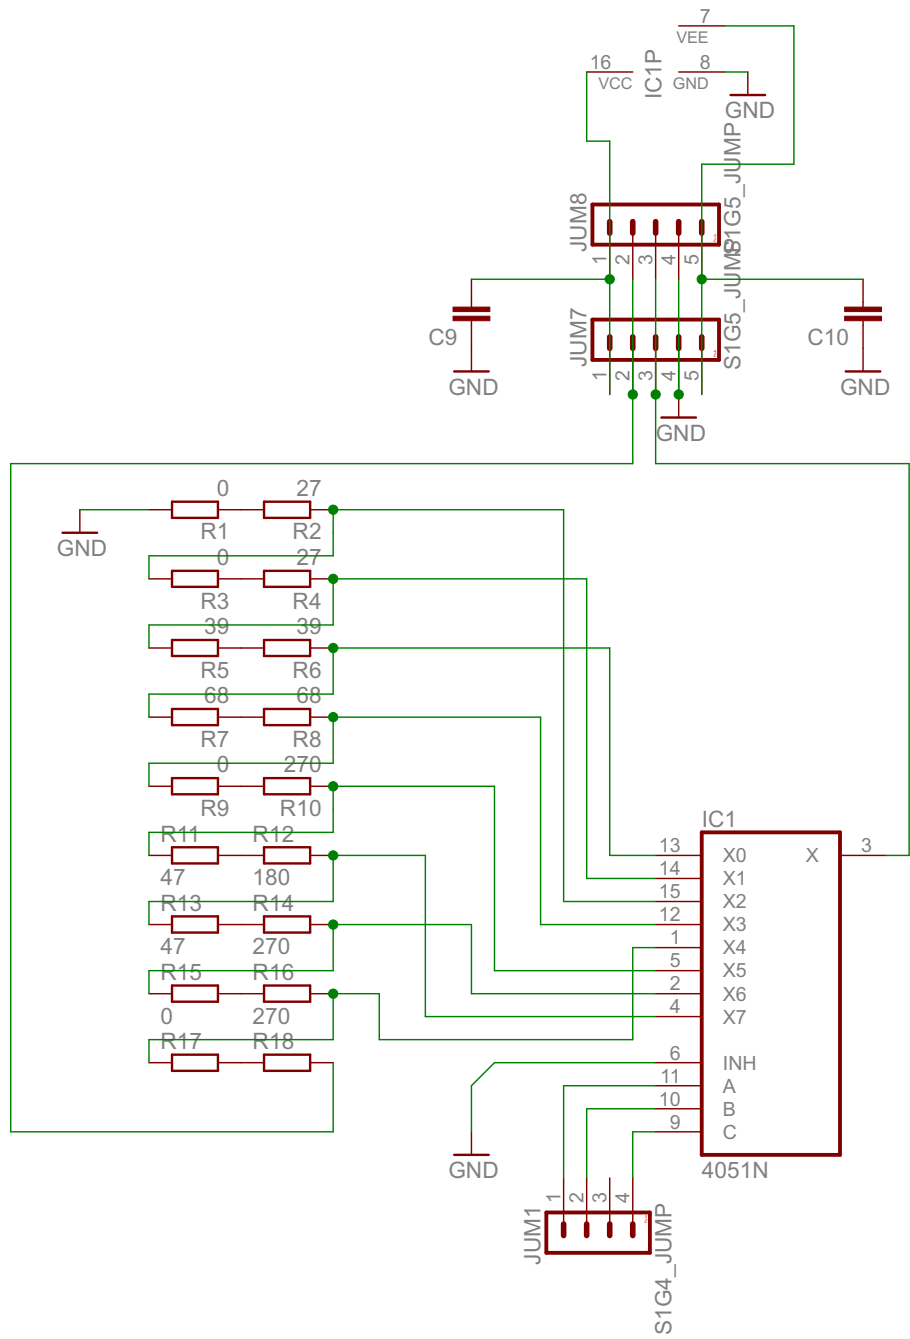 7
VEE
16
VCC
IC1P
8
GND
GND
JUM8
S1G5_JUMP
1
2
3
4
5
C9
GND
JUM7
S1G5_JUMP
1
2
3
4
5
C10
GND
GND
0
27
GND
R1
R2
0
27
R3
R4
39
39
R5
R6
68
68
R7
R8
0
270
R9
R10
R11
R12
47
180
R13
R14
47
270
R15
R16
0
270
R17
R18
IC1
13
X0
X
3
14
X1
15
X2
12
X3
1
X4
5
X5
2
X6
4
X7
6
INH
11
A
10
B
9
C
4051N
GND
JUM1
1
2
3
4
S1G4_JUMP